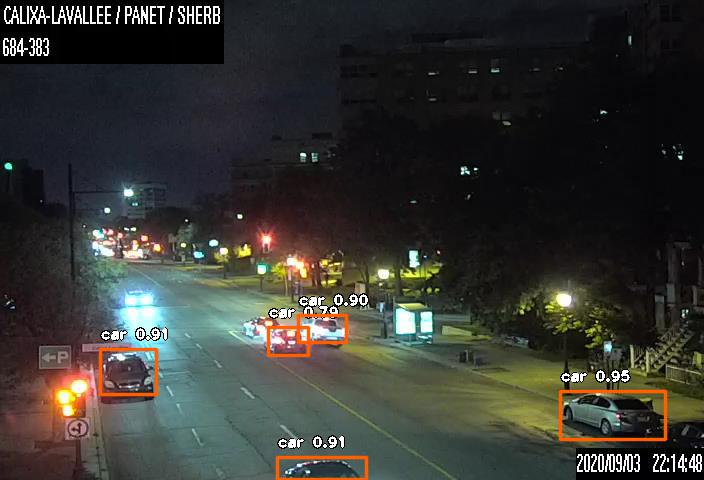 CALIXA-LAVALLEE / PANET / SHERB
684-383
car 0.90
car 0.79
car 0.91
P
car 0.95
car 0.91
2020/09/03 22:14:48